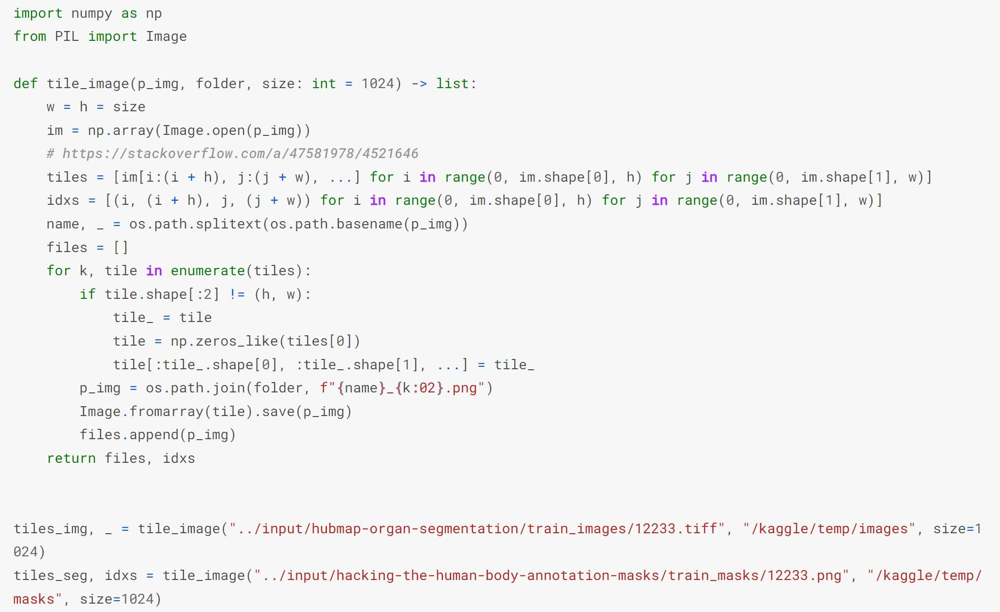 import numpy as np
from PIL import Image

def tile_image(p_img, folder, size: int = 1024) -> list:
    w = h = size
    im = np.array(Image.open(p_img))
    # https://stackoverflow.com/a/47581978/4521646
    tiles = [im[i:(i + h), j:(j + w), ...] for i in range(0, im.shape[0], h) for j in range(0, im.shape[1], w)]
    idxs = [(i, (i + h), j, (j + w)) for i in range(0, im.shape[0], h) for j in range(0, im.shape[1], w)]
    name, _ = os.path.splitext(os.path.basename(p_img))
    files = []
    for k, tile in enumerate(tiles):
        if tile.shape[:2] != (h, w):
            tile_ = tile
            tile = np.zeros_like(tiles[0])
            tile[:tile_.shape[0], :tile_.shape[1], ...] = tile_
        p_img = os.path.join(folder, f"{name}_{k:02}.png")
        Image.fromarray(tile).save(p_img)
        files.append(p_img)
    return files, idxs


tiles_img, _ = tile_image("../input/hubmap-organ-segmentation/train_images/12233.tiff", "/kaggle/temp/images", size=1
024)
tiles_seg, idxs = tile_image("../input/hacking-the-human-body-annotation-masks/train_masks/12233.png", "/kaggle/temp/
masks", size=1024)